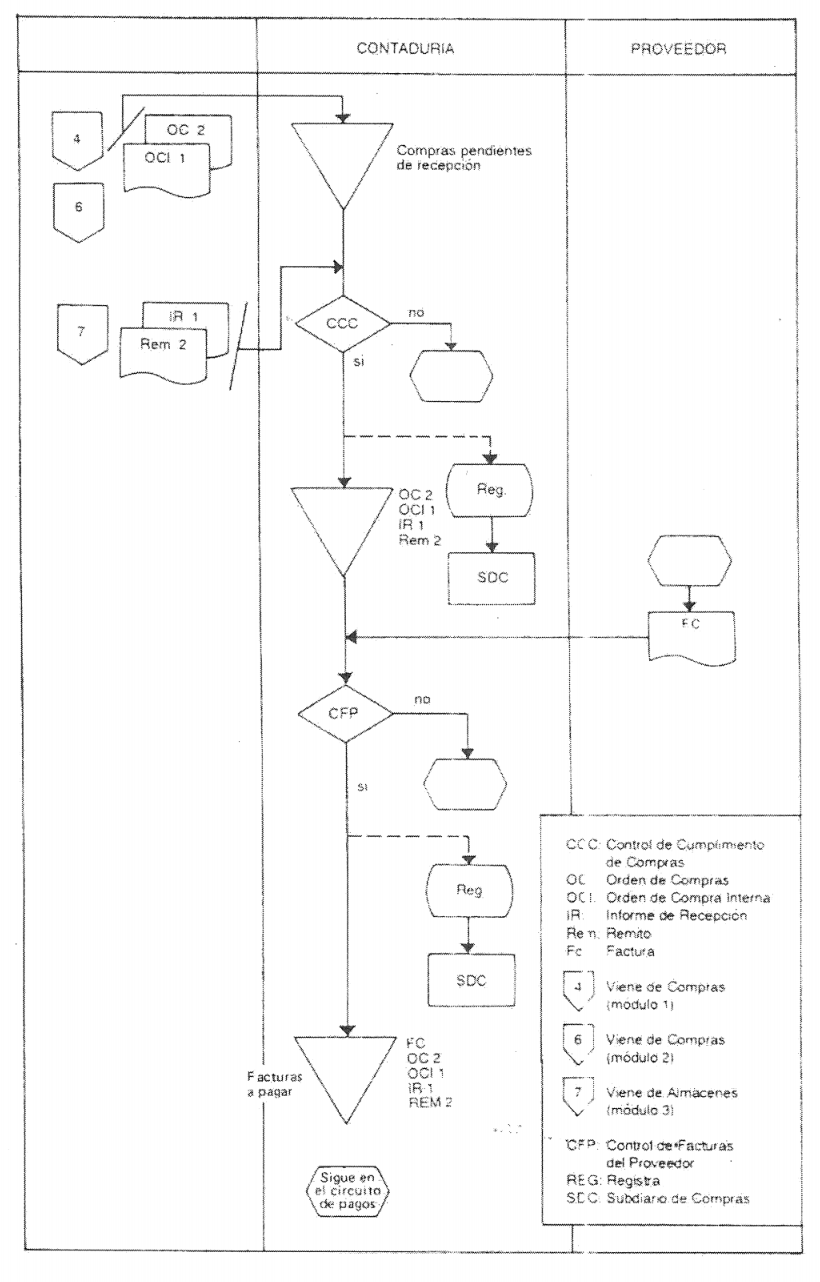 CONTADURIA
PROVEEDOR
4
OC 2
OCI 1
Compras pendientes
de recepción
6
7
IR 1
Rem 2
CCC
no
si
Reg.
SDC
OC 2
OCI 1
IR 1
Rem 2
FC
CFP
no
si
Reg
SDC
Facturas
a pagar
FC
OC 2
OCI 1
IR 1
REM 2
Sigue en
el circuito
de pagos
CCC: Control de Cumplimiento
de Compras
OC Orden de Compras
OCI: Orden de Compra Interna
IR: Informe de Recepción
Rem: Remito
Fc Factura
4 Viene de Compras
(módulo 1)
6 Viene de Compras
(módulo 2)
7 Viene de Almacenes
(módulo 3)
CFP: Control de Facturas
del Proveedor
REG: Registra
SDC: Subdiario de Compras